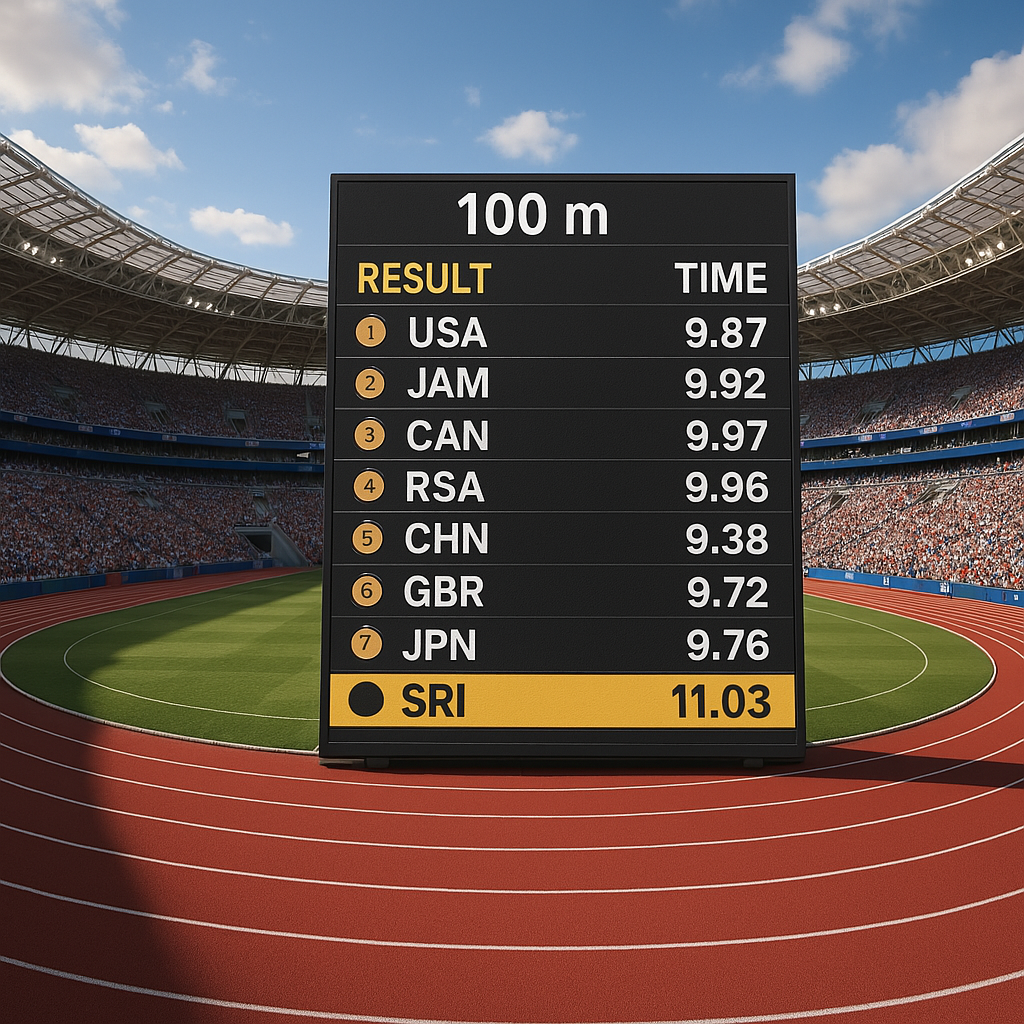 100 m
RESULT TIME
1 USA 9.87
2 JAM 9.92
3 CAN 9.97
4 RSA 9.96
5 CHN 9.38
6 GBR 9.72
7 JPN 9.76
SRI 11.03